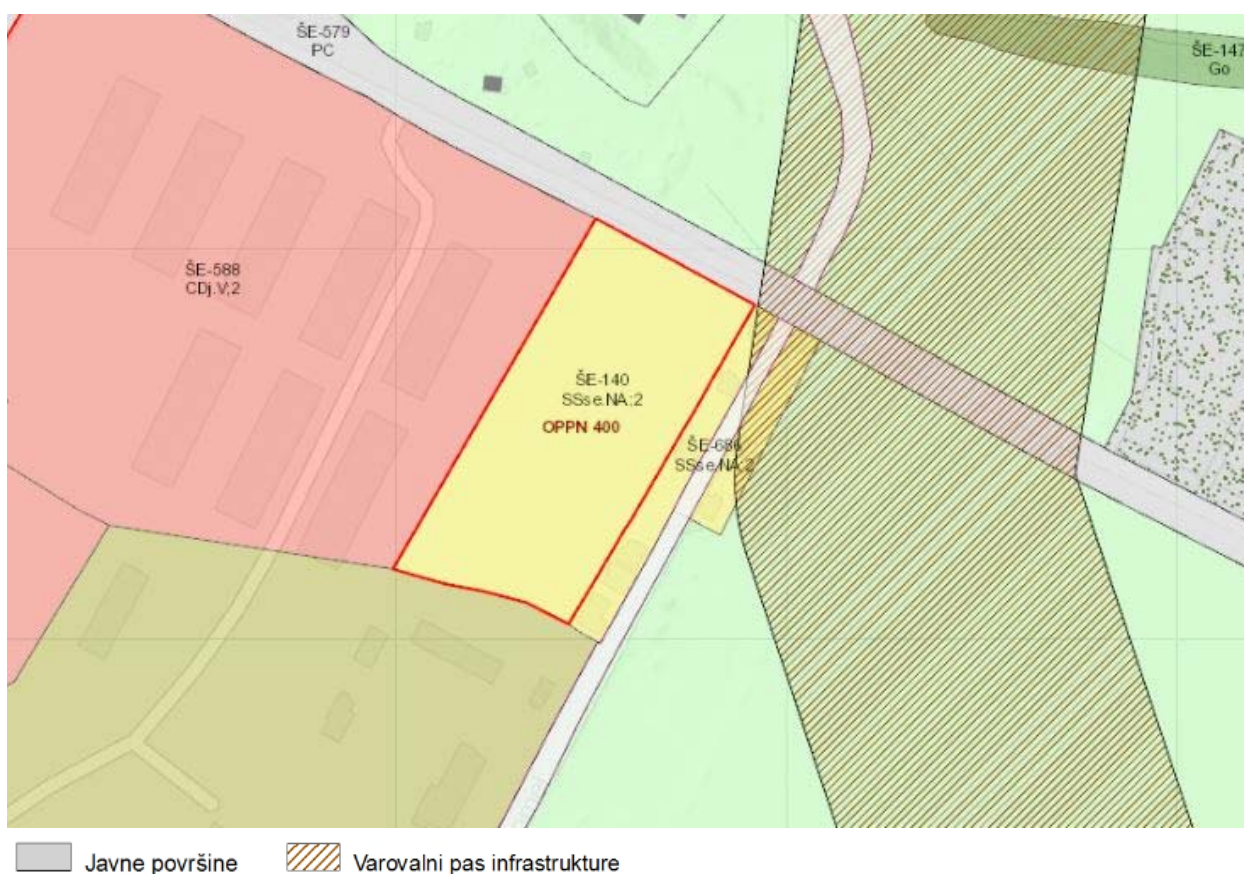 ŠE-579
PC
ŠE-147
Go
ŠE-588
CDj.V;2
ŠE-140
SSse.NA;2
OPPN 400
SSse.NA;2
Javne površine
Varovalni pas infrastrukture